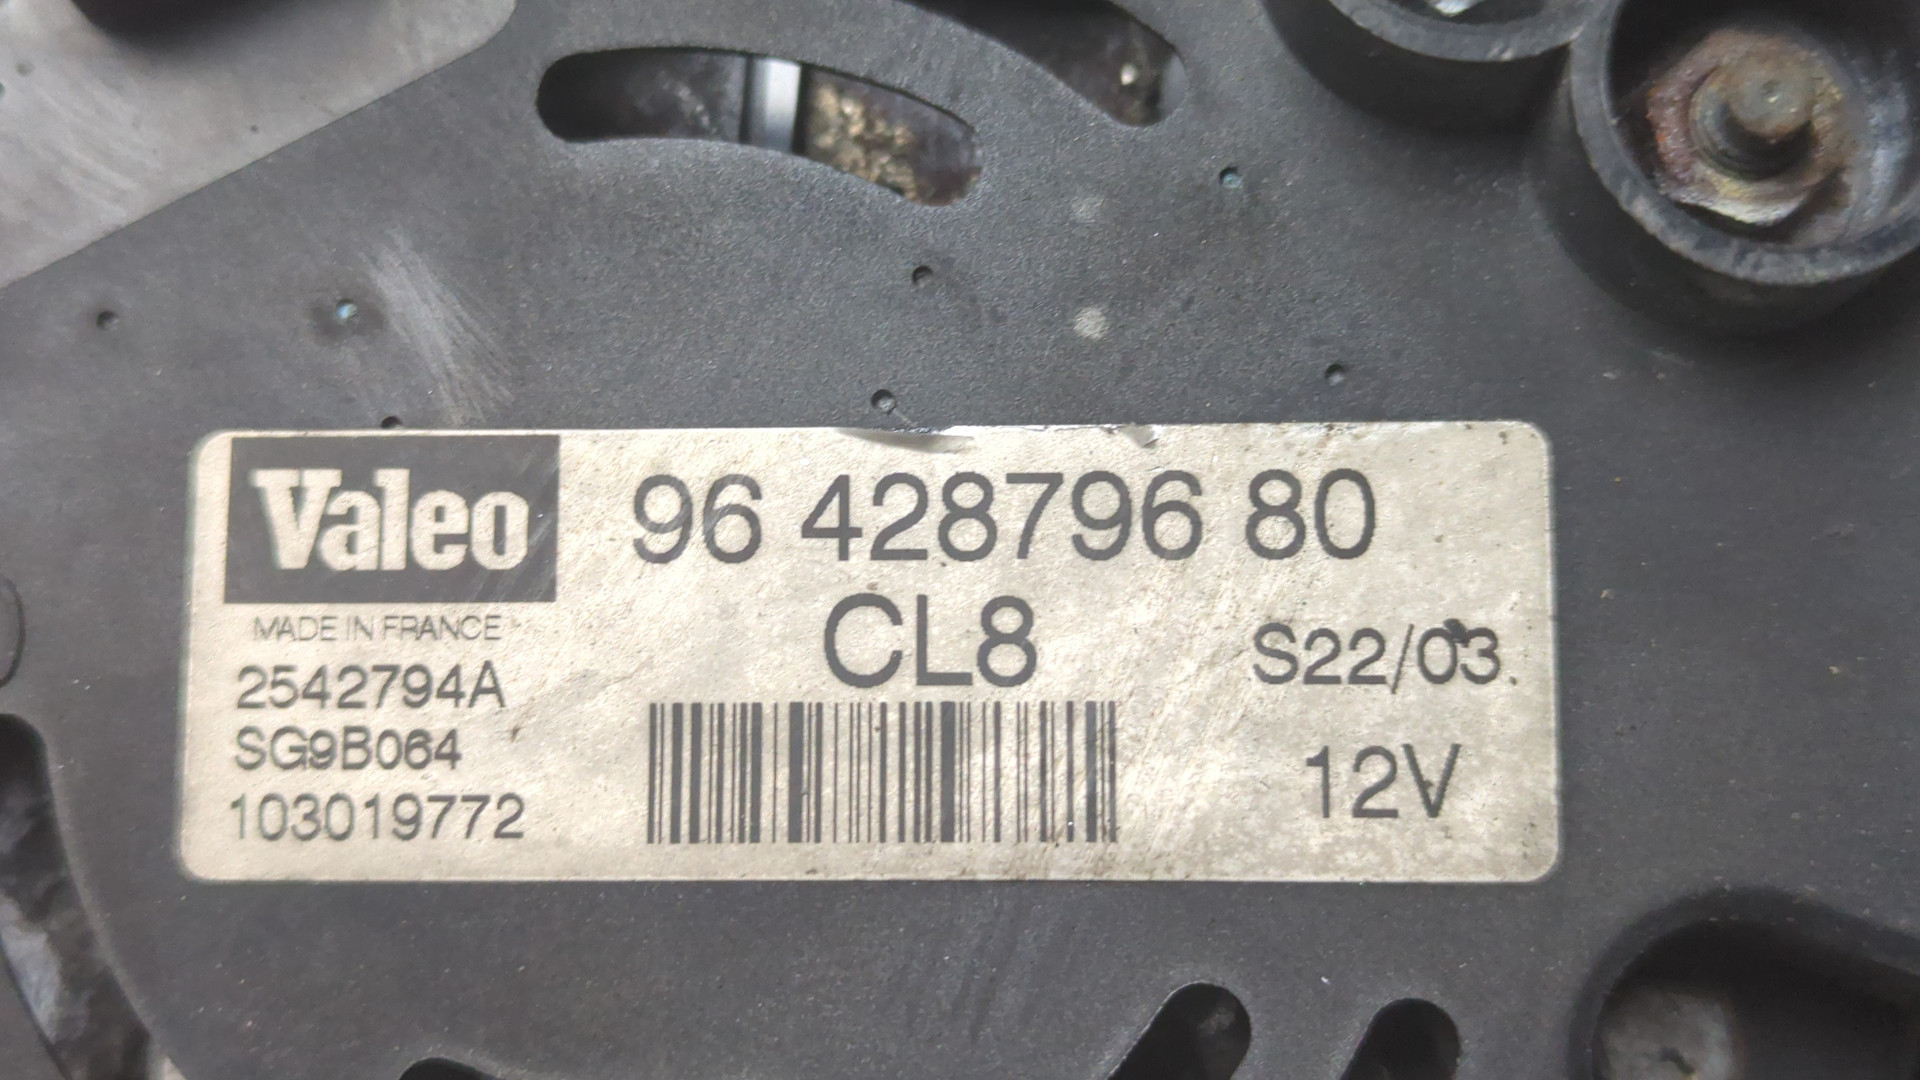 Valeo
96 428796 80
MADE IN FRANCE
CL8
S22/03
2542794A
SG9B064
12V
103019772